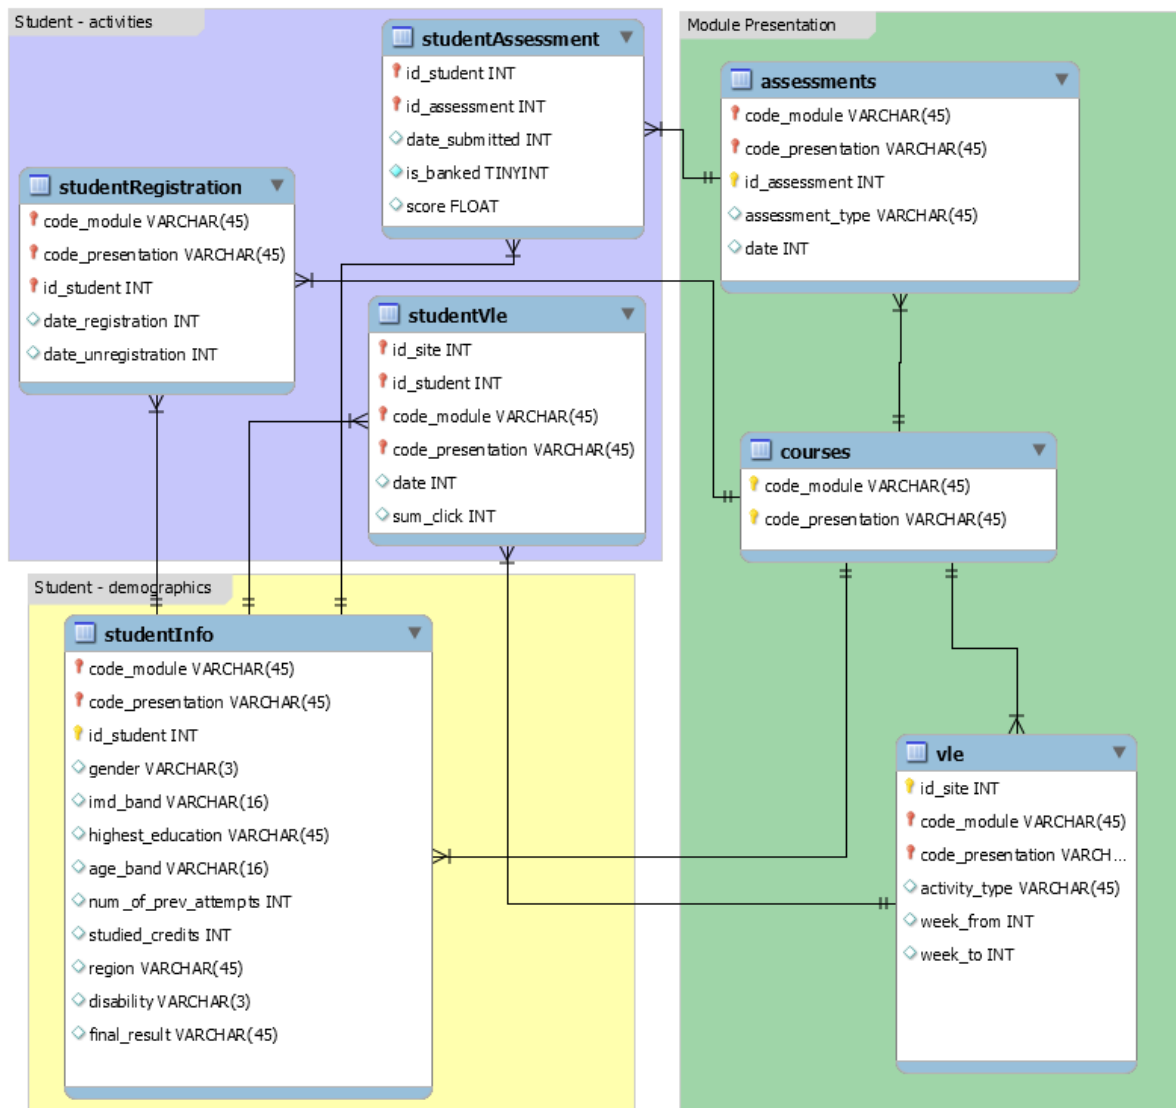 Student - activities
studentAssessment
id_student INT
id_assessment INT
date_submitted INT
is_banked TINYINT
score FLOAT
studentRegistration
code_module VARCHAR(45)
code_presentation VARCHAR(45)
id_student INT
date_registration INT
date_unregistration INT
studentVle
id_site INT
id_student INT
code_module VARCHAR(45)
code_presentation VARCHAR(45)
date INT
sum_click INT
Student - demographics
studentInfo
code_module VARCHAR(45)
code_presentation VARCHAR(45)
id_student INT
gender VARCHAR(3)
imd_band VARCHAR(16)
highest_education VARCHAR(45)
age_band VARCHAR(16)
num_of_prev_attempts INT
studied_credits INT
region VARCHAR(45)
disability VARCHAR(3)
final_result VARCHAR(45)
Module Presentation
assessments
code_module VARCHAR(45)
code_presentation VARCHAR(45)
id_assessment INT
assessment_type VARCHAR(45)
date INT
courses
code_module VARCHAR(45)
code_presentation VARCHAR(45)
vle
id_site INT
code_module VARCHAR(45)
code_presentation VARCH...
activity_type VARCHAR(45)
week_from INT
week_to INT